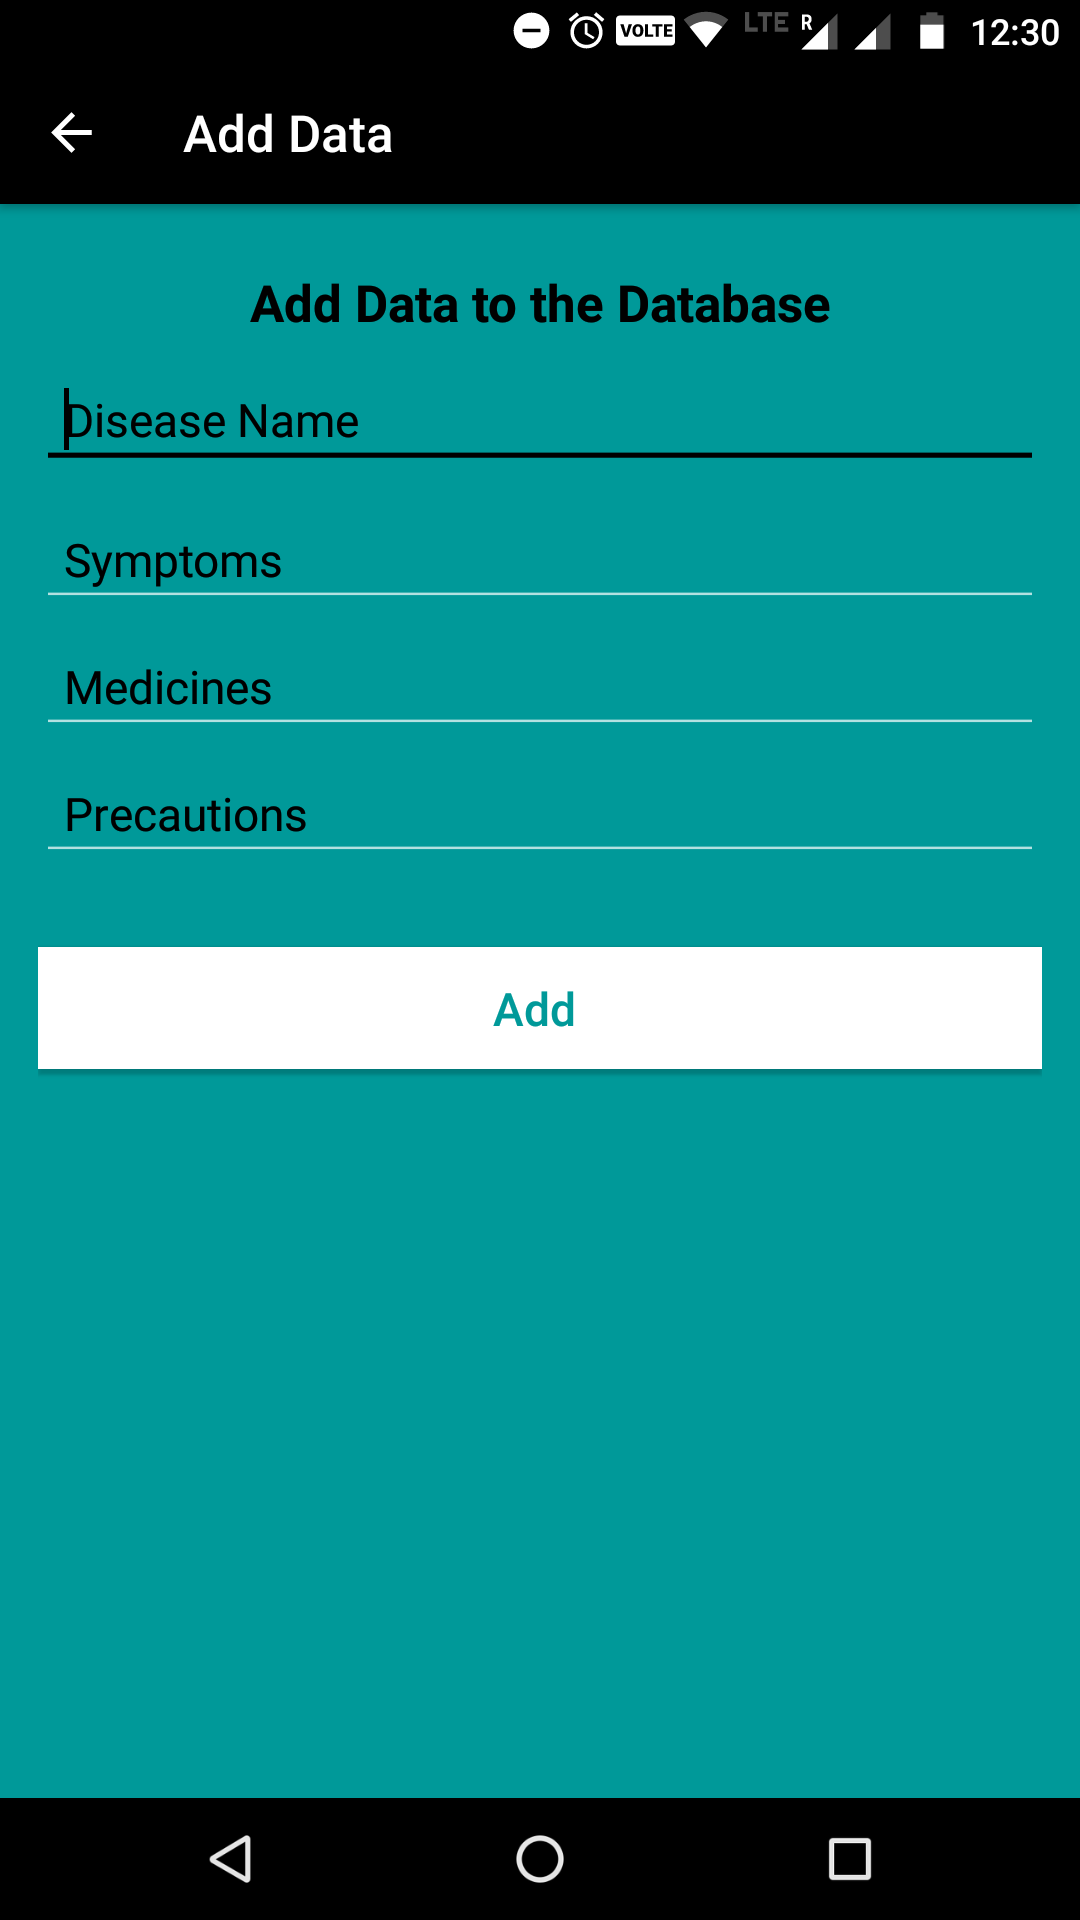 VOLTE LTE R 12:30
Add Data
Add Data to the Database
Disease Name
Symptoms
Medicines
Precautions
Add